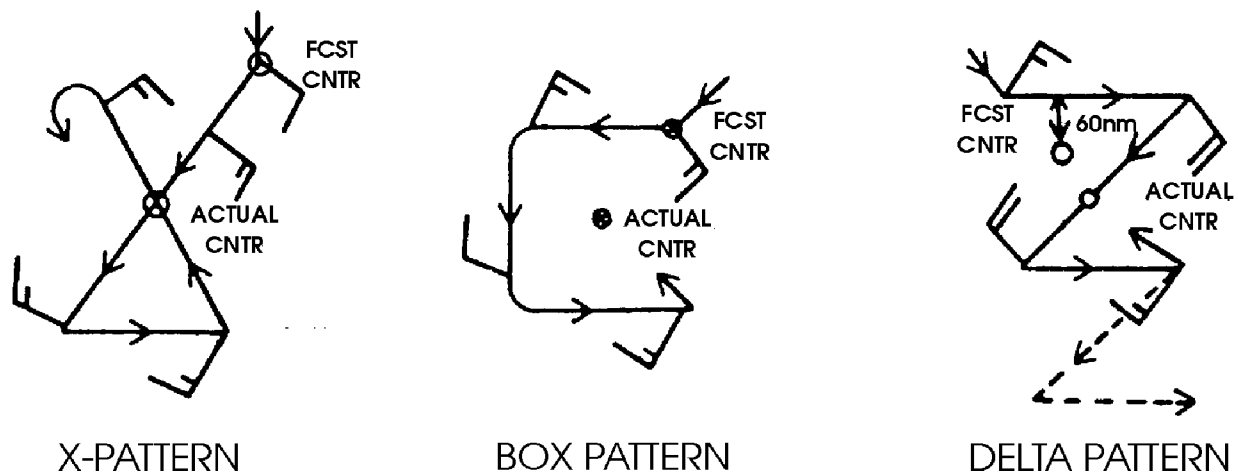 FCST
CNTR
ACTUAL
CNTR
X-PATTERN
FCST
CNTR
ACTUAL
CNTR
BOX PATTERN
FCST
CNTR
60nm
ACTUAL
CNTR
DELTA PATTERN